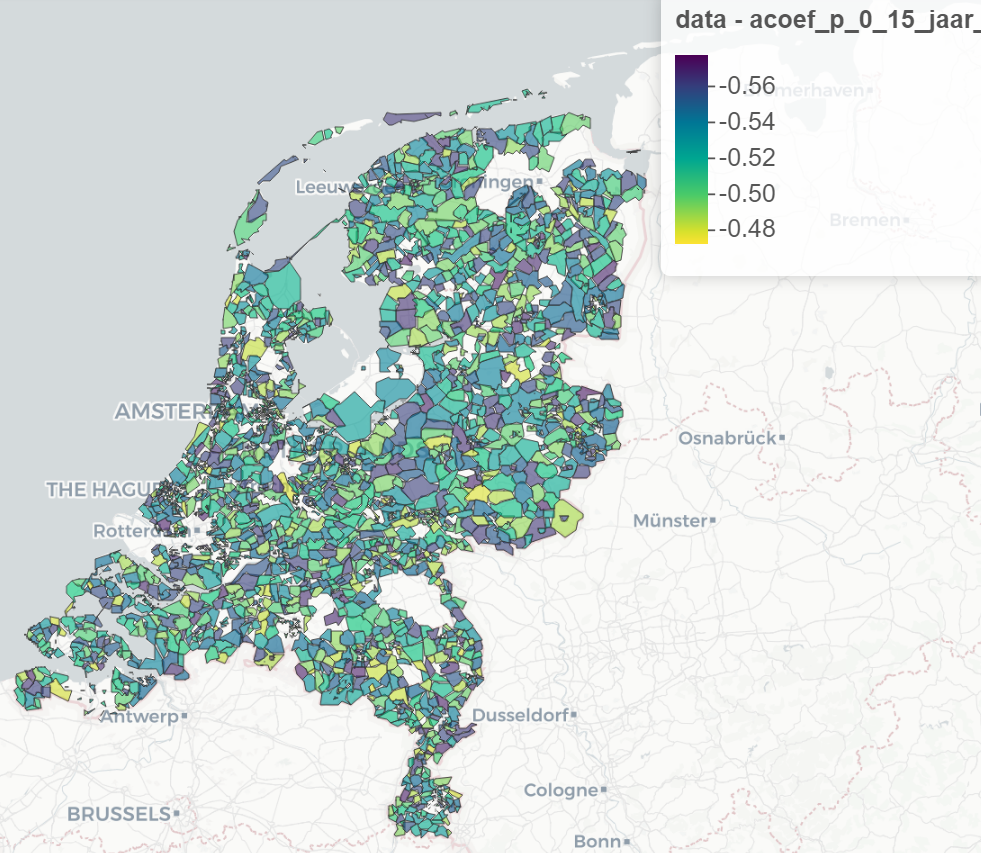 data - acoef_p_0_15_jaar_
-0.56
-0.54
-0.52
-0.50
-0.48
merhaven
Bremen
Leeuw
ningen
AMSTER
Osnabrück
THE HAGU
Münster
Rotterdam
Antwerp
Dusseldorf
Cologne
BRUSSELS
Bonn